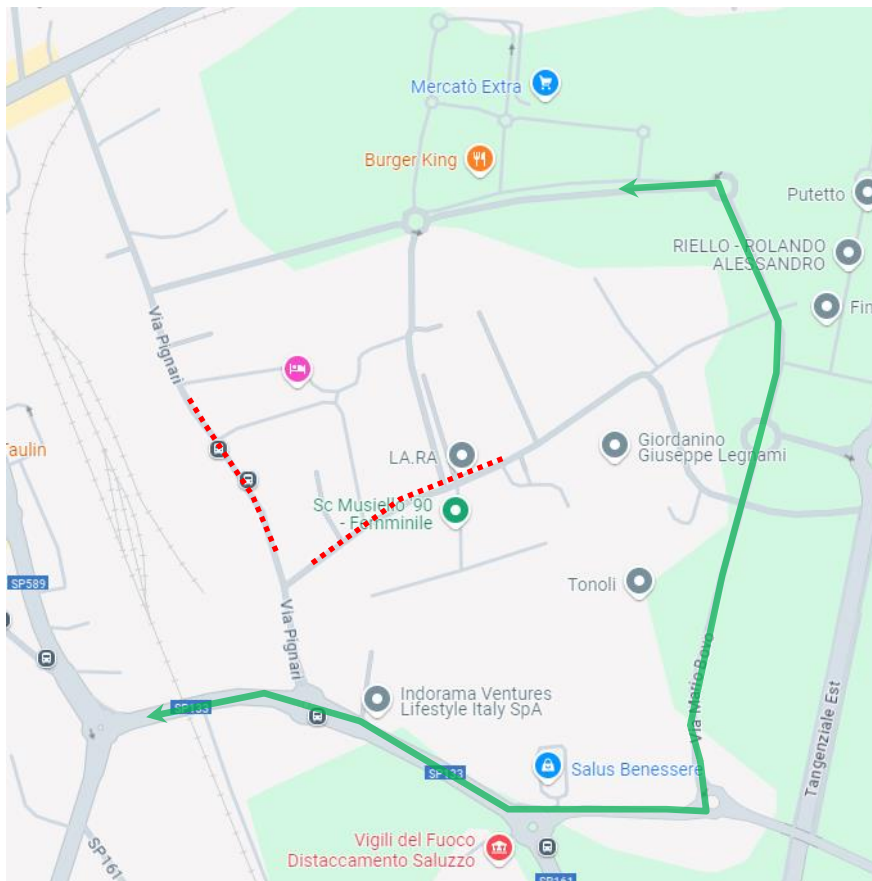 Mercatò Extra
Burger King
Putetto
RIELLO - ROLANDO
ALESSANDRO
Fin
Via Pignari
Taulin
LA.RA
Giordanino
Giuseppe Legnami
Sc Musiello '90
- Femminile
SP589
Tonoli
Via Pignari
Via Mario Bovo
Indorama Ventures
Lifestyle Italy SpA
SP133
Tangenziale Est
SP133
Salus Benessere
Vigili del Fuoco
Distaccamento Saluzzo
SP161
SP161